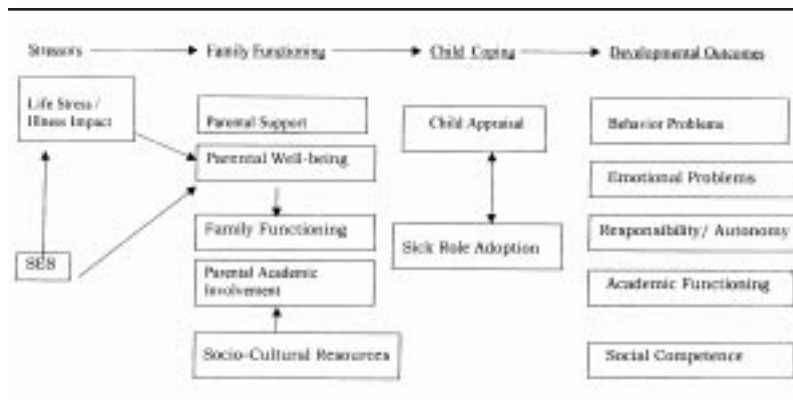 Stressors Family Functioning Child Coping Developmental Outcomes
Life Stress /
Illness Impact
Parental Support
Child Appraisal
Behavior Problems
Parental Well-being
Emotional Problems
Family Functioning
Sick Role Adoption
Responsibility/ Autonomy
SES
Parental Academic
Involvement
Academic Functioning
Socio-Cultural Resources
Social Competence